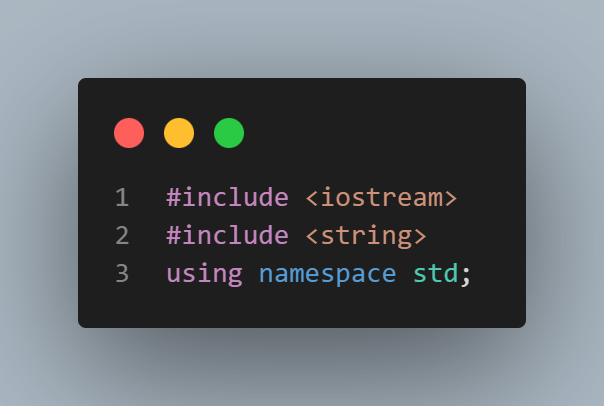 1 #include <iostream>
2 #include <string>
3 using namespace std;